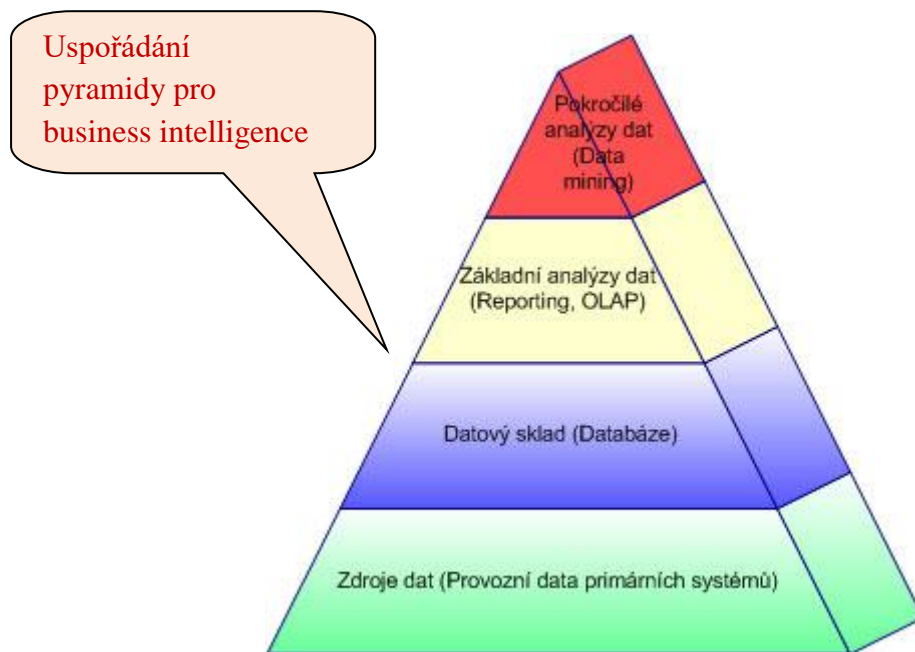 Uspořádání
pyramidy pro
business intelligence
Pokročilé
analýzy dat
(Data
mining)
Základní analýzy dat
(Reporting, OLAP)
Datový sklad (Databáze)
Zdroje dat (Provozní data primárních systémů)